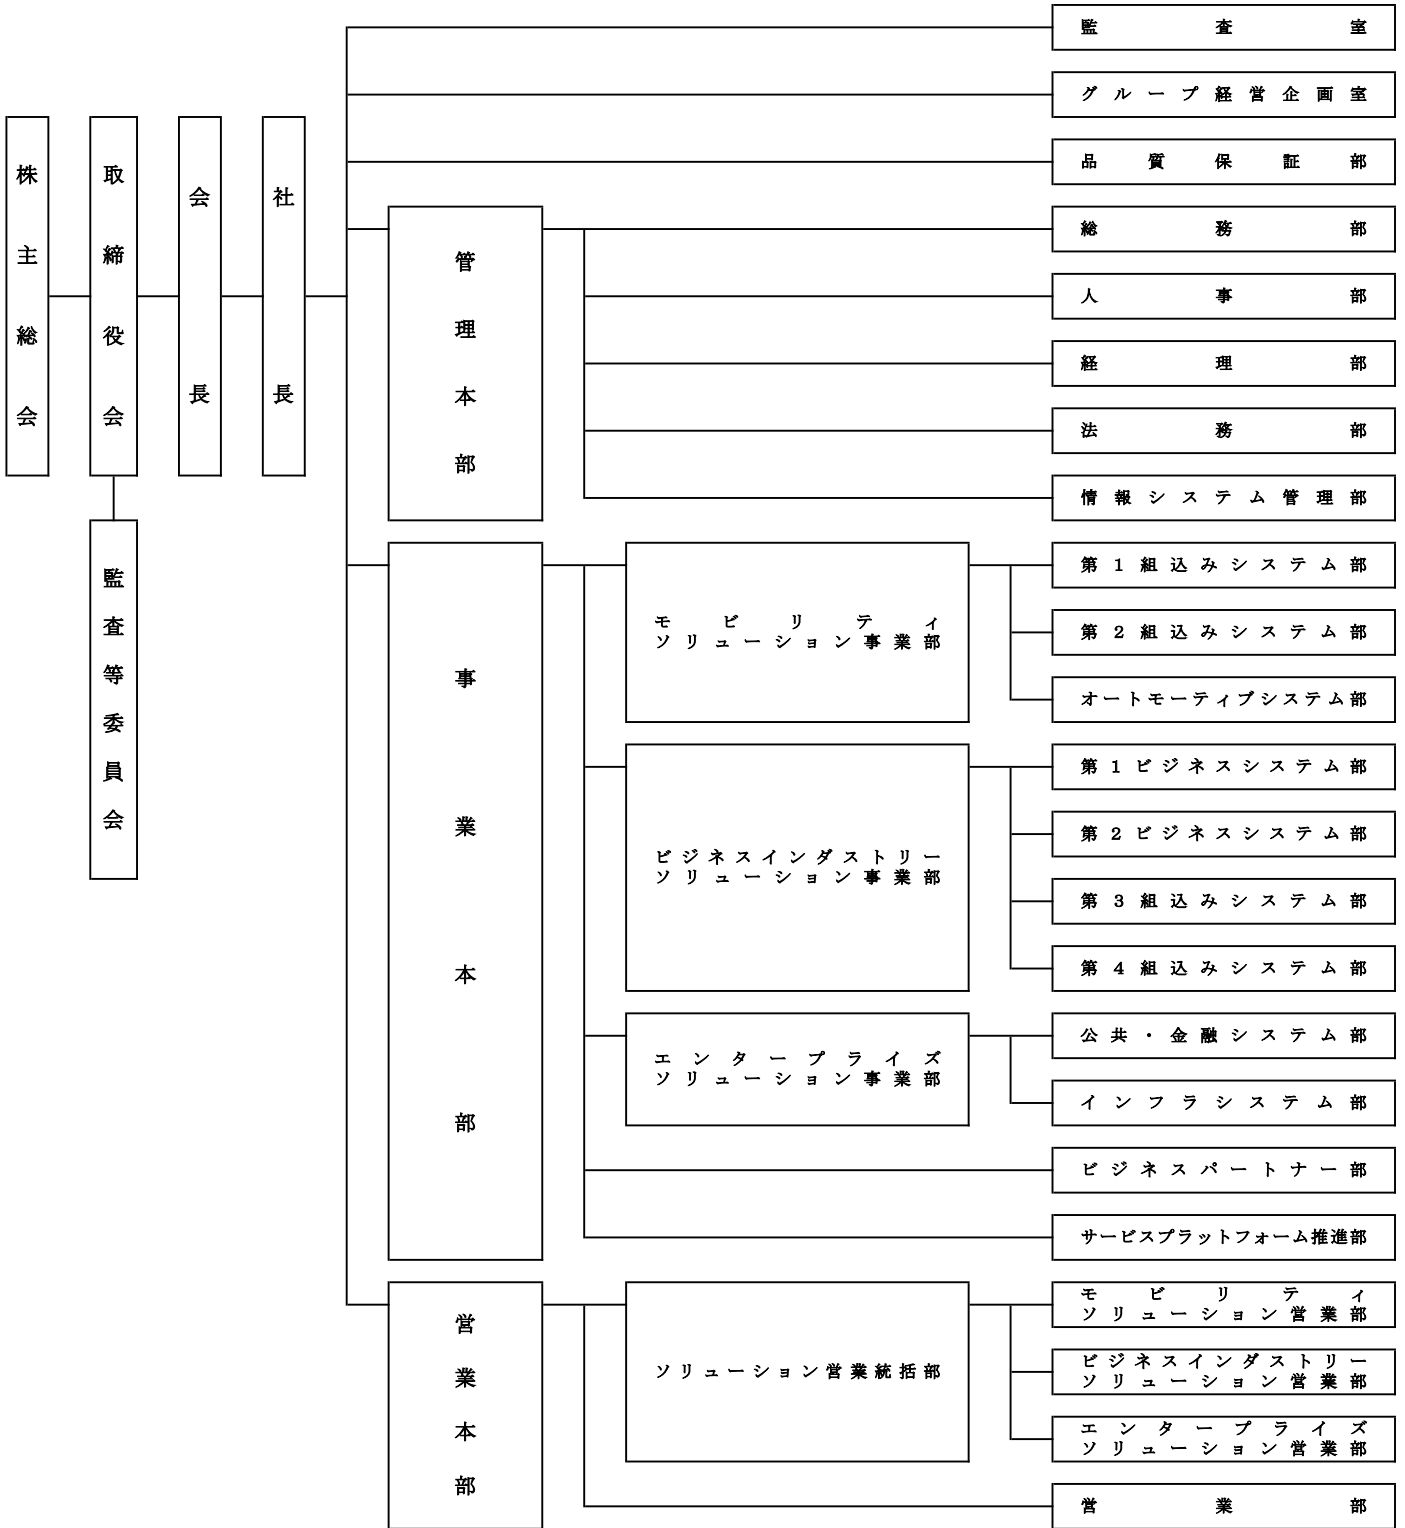 株主総会
取締役会
監査等委員会
会長
社長
監査室
グループ経営企画室
品質保証部
管理本部
総務部
人事部
経理部
法務部
情報システム管理部
事業本部
モビリティ
ソリューション事業部
第1組込みシステム部
第2組込みシステム部
オートモーティブシステム部
ビジネスインダストリー
ソリューション事業部
第1ビジネスシステム部
第2ビジネスシステム部
第3組込みシステム部
第4組込みシステム部
エンタープライズ
ソリューション事業部
公共・金融システム部
インフラシステム部
ビジネスパートナー部
サービスプラットフォーム推進部
営業本部
ソリューション営業統括部
モビリティ
ソリューション営業部
ビジネスインダストリー
ソリューション営業部
エンタープライズ
ソリューション営業部
営業部